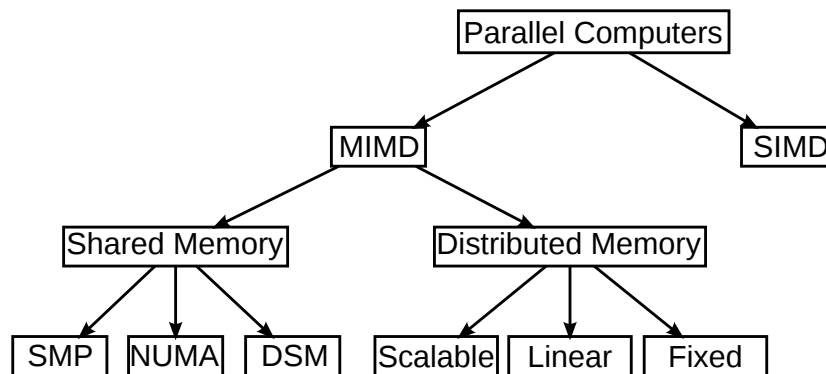 Parallel Computers
MIMD
SIMD
Shared Memory
Distributed Memory
SMP
NUMA
DSM
Scalable
Linear
Fixed